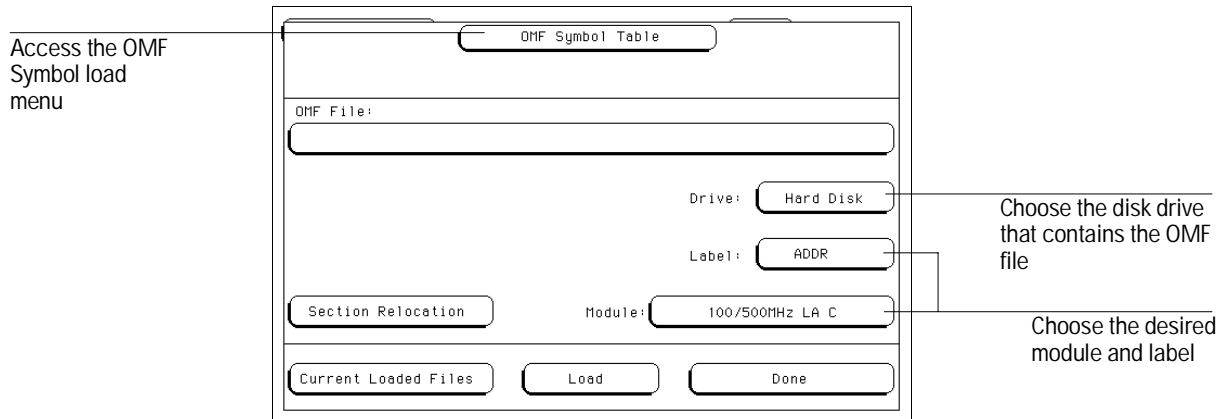 Access the OMF
Symbol load
menu
OMF Symbol Table
OMF File:
Drive: Hard Disk
Choose the disk drive
that contains the OMF
file
Label: ADDR
Section Relocation Module: 100/500MHz LA C
Choose the desired
module and label
Current Loaded Files Load Done